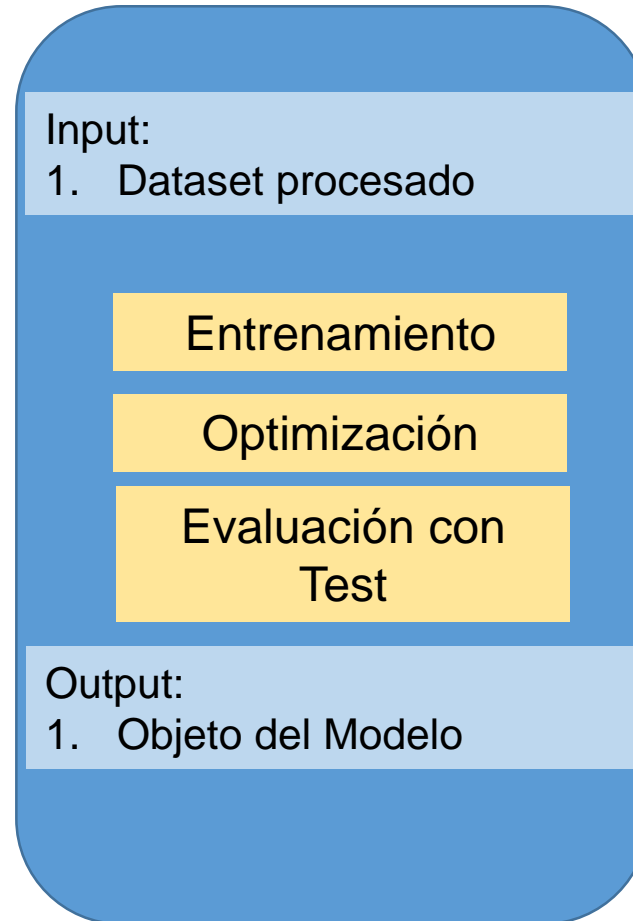 Input:
1. Dataset procesado
Entrenamiento
Optimización
Evaluación con
Test
Output:
1. Objeto del Modelo